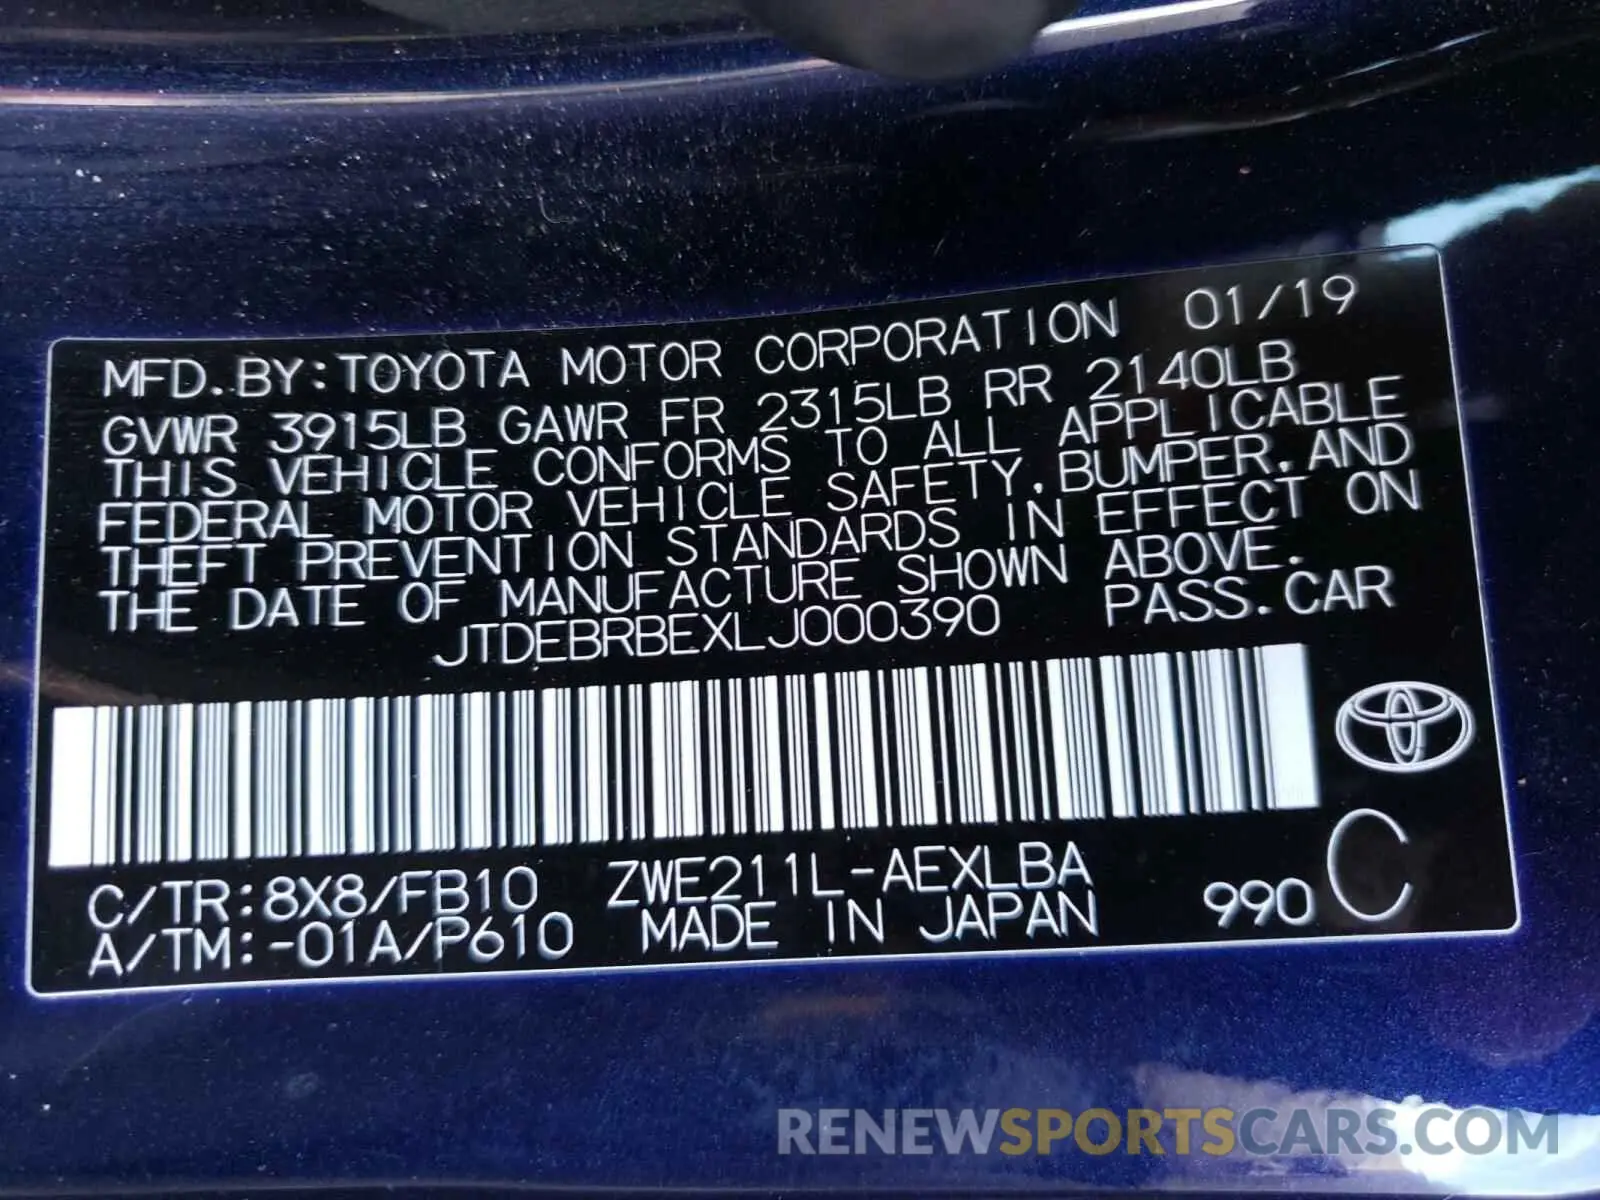 MFD. BY: TOYOTA MOTOR CORPORATION 01/19
GVWR 3915LB GAWR FR 2315LB RR 2140LB
THIS VEHICLE CONFORMS TO ALL APPLICABLE
FEDERAL MOTOR VEHICLE SAFETY, BUMPER, AND
THEFT PREVENTION STANDARDS IN EFFECT ON
THE DATE OF MANUFACTURE SHOWN ABOVE.
JTDEBRBEXLJ000390 PASS. CAR
C/TR: 8X8/FB10 ZWE211L-AEXLBA
A/TM: -01A/P610 MADE IN JAPAN 990 C
RENEWSPORTSCARS.COM